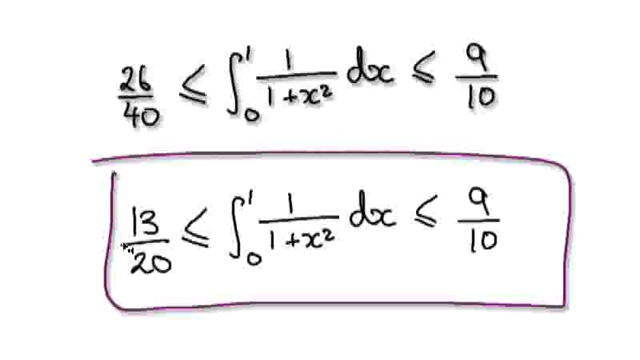 26/40 ≤ ∫₀¹ 1/(1+x²) dx ≤ 9/10
13/20 ≤ ∫₀¹ 1/(1+x²) dx ≤ 9/10